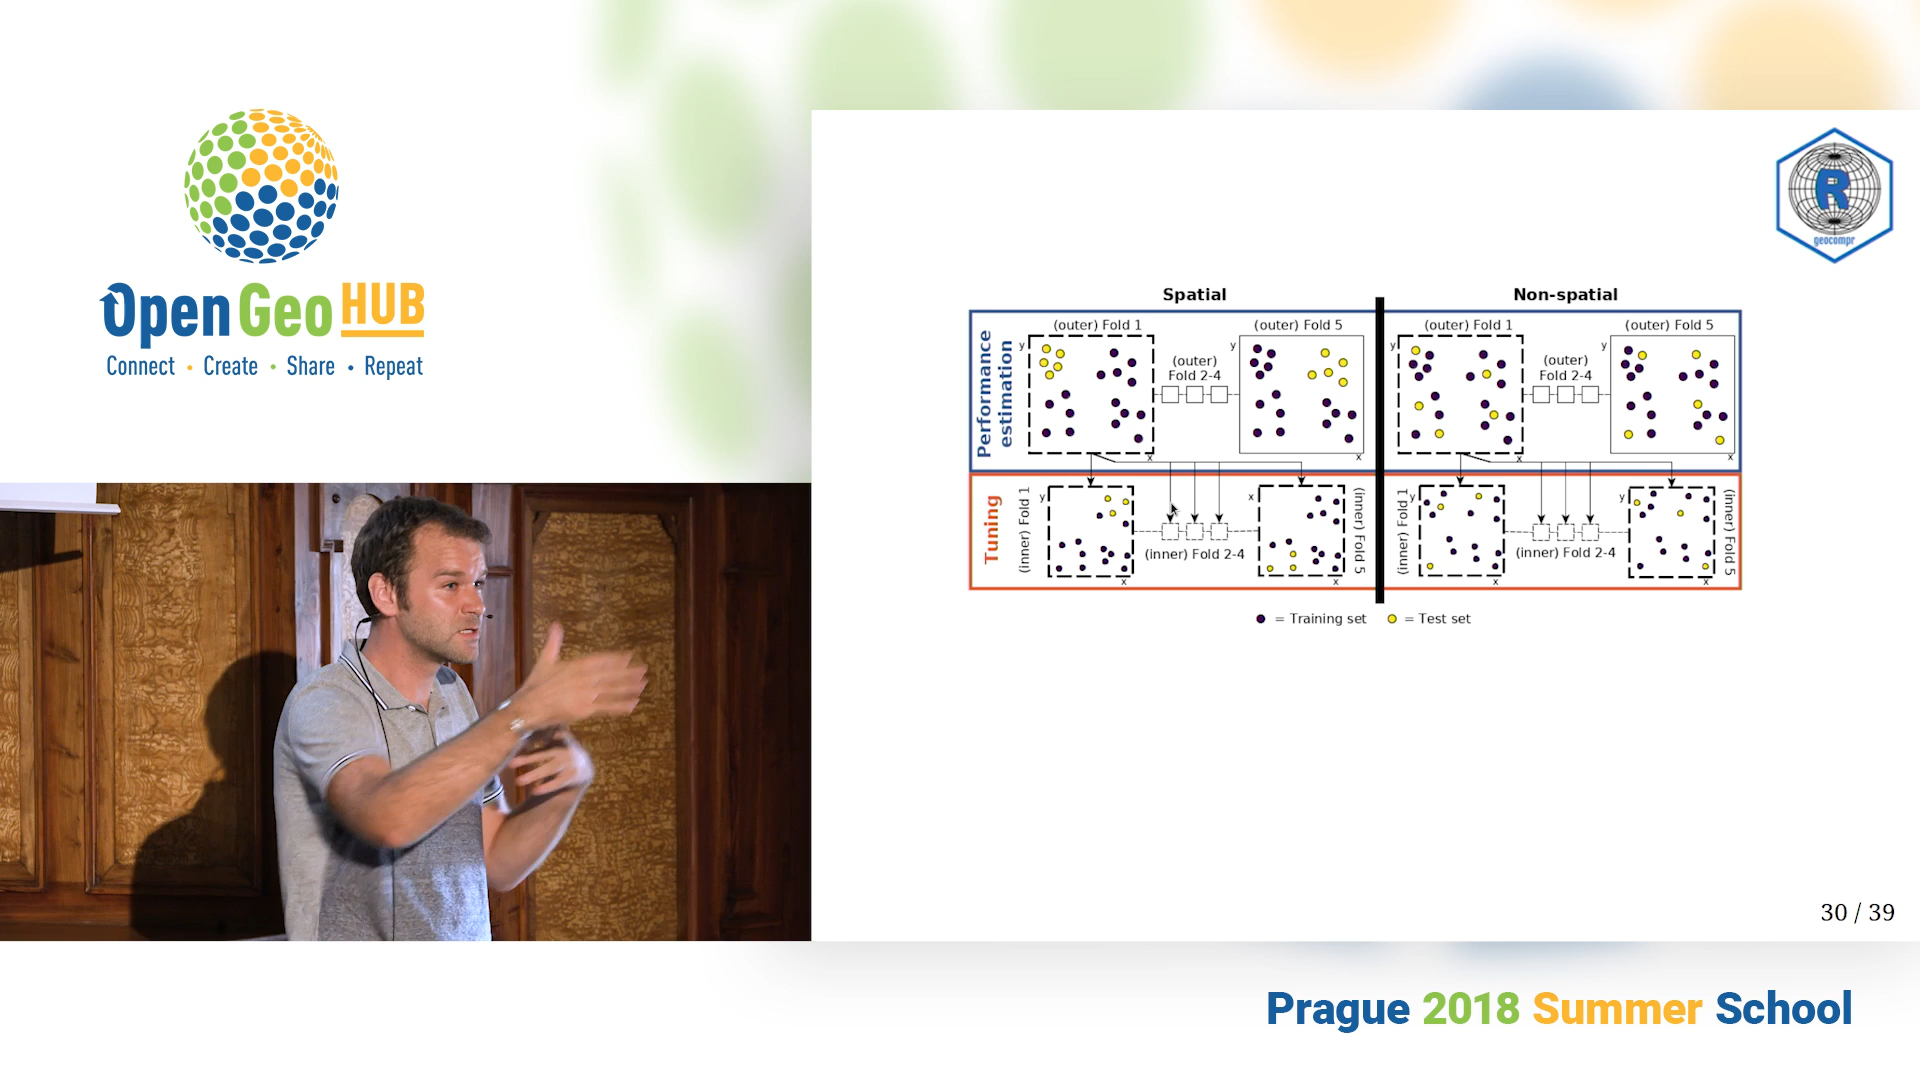 Open Geo HUB
Connect • Create • Share • Repeat
R
geocompr
Spatial
Non-spatial
Performance
estimation
(outer) Fold 1
(outer)
Fold 2-4
(outer) Fold 5
(outer) Fold 1
(outer)
Fold 2-4
(outer) Fold 5
y
x
y
x
y
x
y
x
Tuning
(inner) Fold 1
(inner) Fold 2-4
(inner) Fold 5
(inner) Fold 1
(inner) Fold 2-4
(inner) Fold 5
y
x
x
x
y
x
y
x
= Training set
= Test set
30 / 39
Prague 2018 Summer School